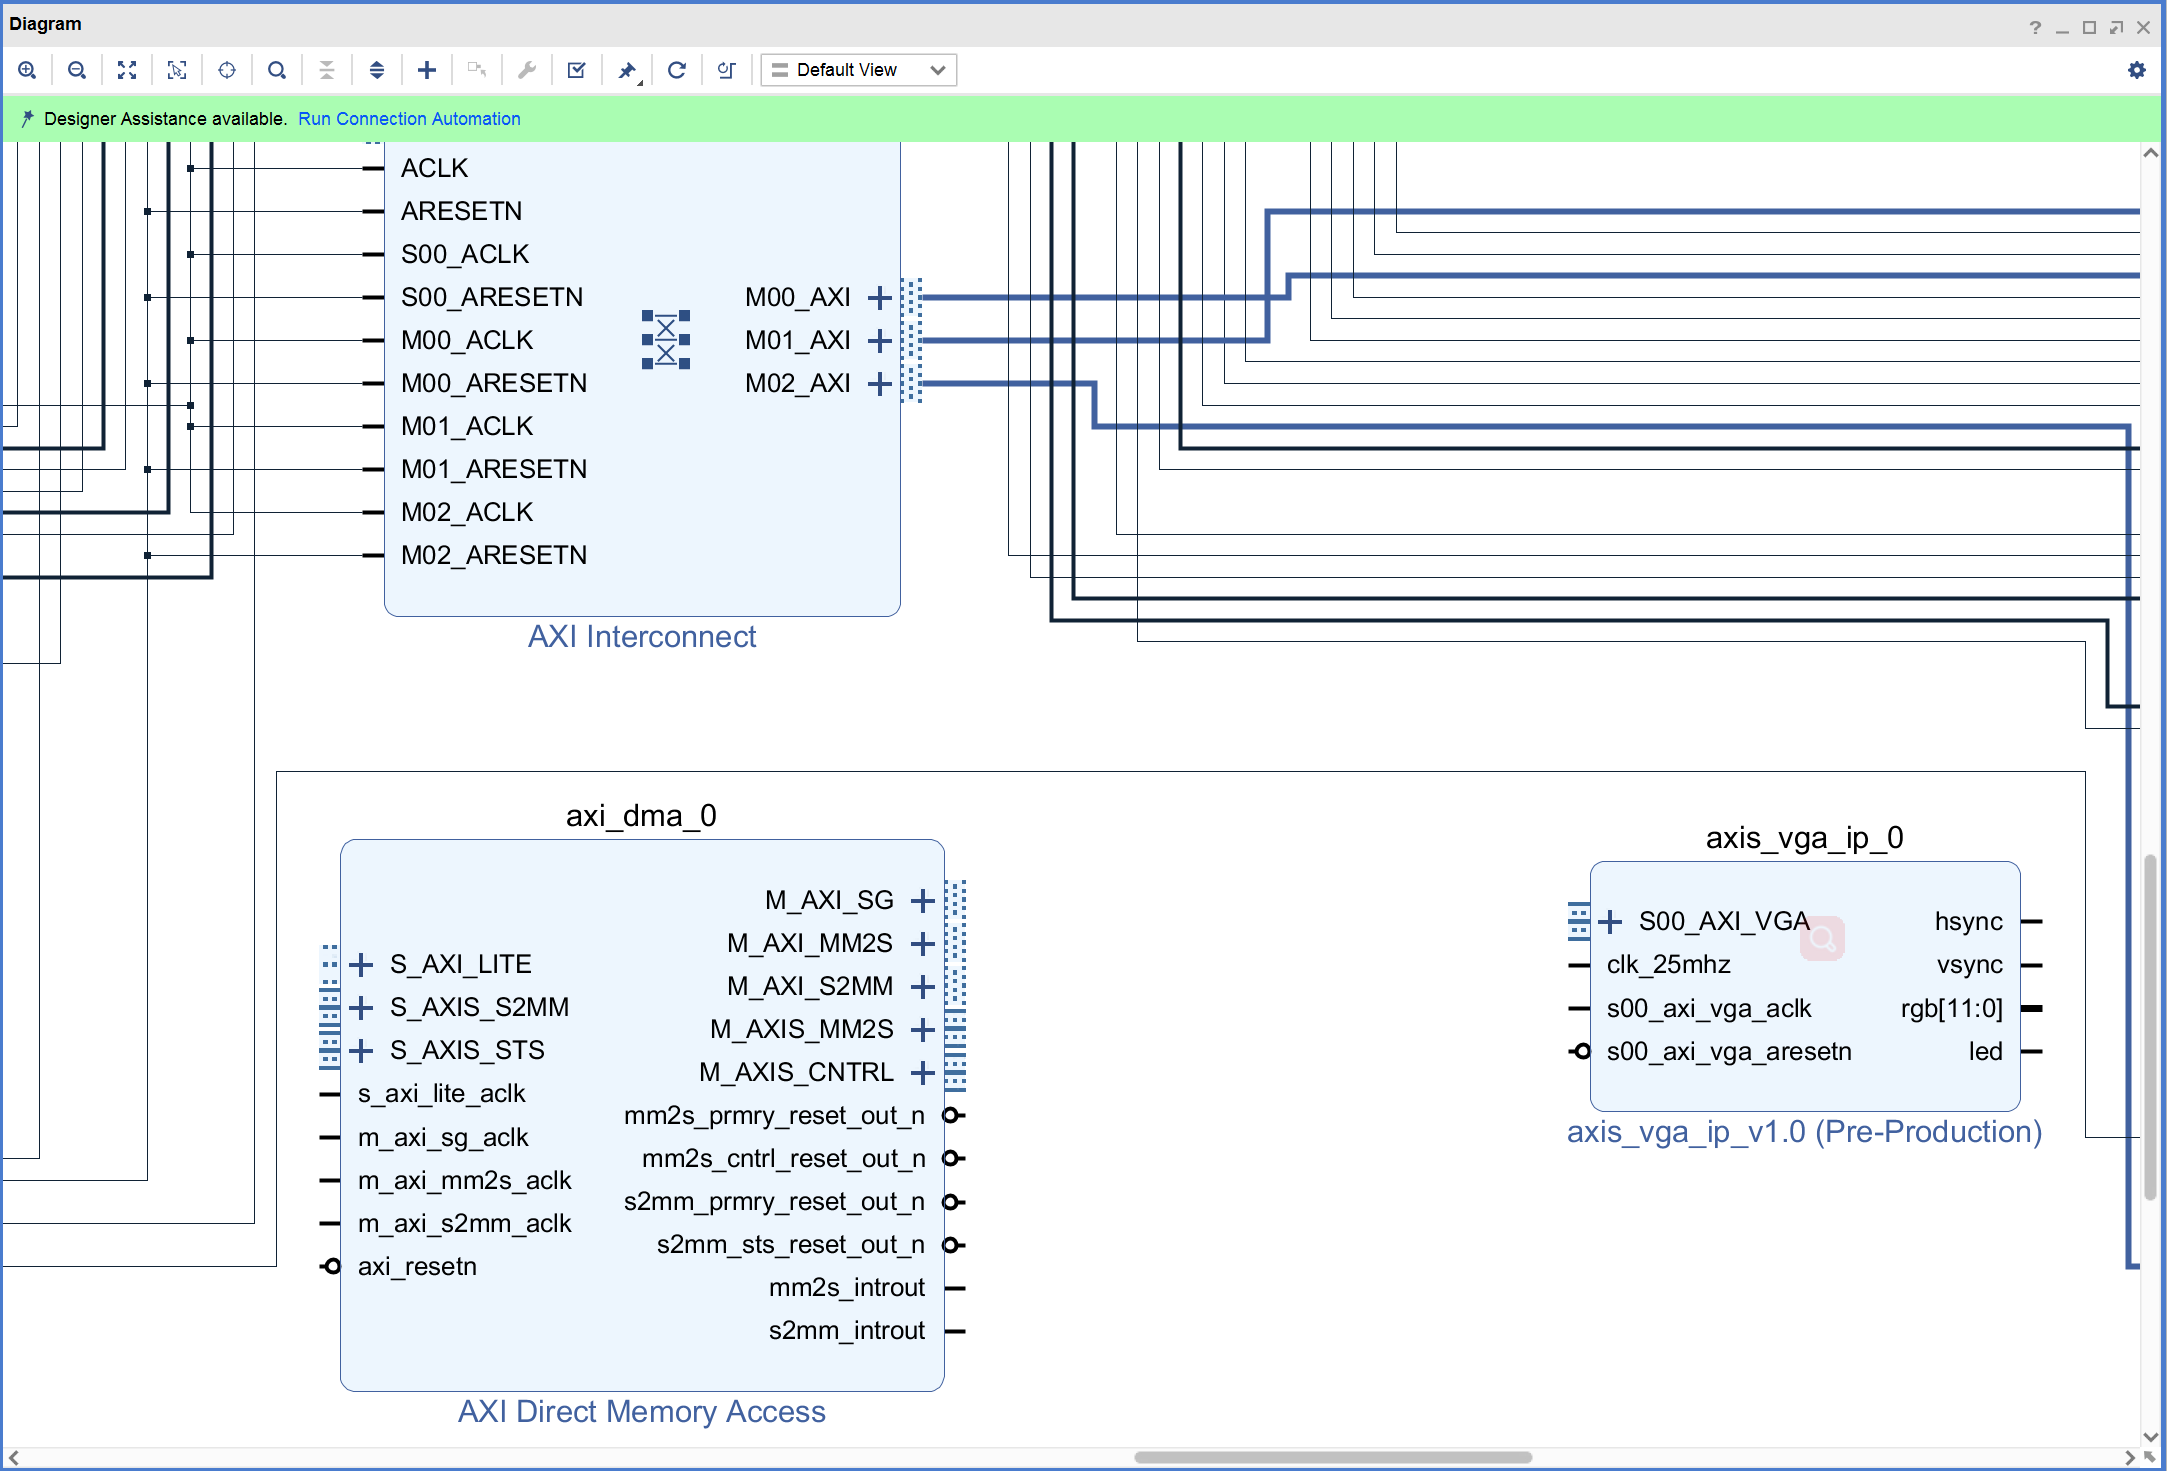 Diagram
Default View
Designer Assistance available. Run Connection Automation
ACLK
ARESETN
S00_ACLK
S00_ARESETN
M00_ACLK
M00_ARESETN
M01_ACLK
M01_ARESETN
M02_ACLK
M02_ARESETN
M00_AXI
M01_AXI
M02_AXI
AXI Interconnect
axi_dma_0
S_AXI_LITE
S_AXIS_S2MM
S_AXIS_STS
s_axi_lite_aclk
m_axi_sg_aclk
m_axi_mm2s_aclk
m_axi_s2mm_aclk
axi_resetn
M_AXI_SG
M_AXI_MM2S
M_AXI_S2MM
M_AXIS_MM2S
M_AXIS_CNTRL
mm2s_prmry_reset_out_n
mm2s_cntrl_reset_out_n
s2mm_prmry_reset_out_n
s2mm_sts_reset_out_n
mm2s_introut
s2mm_introut
AXI Direct Memory Access
axis_vga_ip_0
S00_AXI_VGA
clk_25mhz
s00_axi_vga_aclk
s00_axi_vga_aresetn
hsync
vsync
rgb[11:0]
led
axis_vga_ip_v1.0 (Pre-Production)